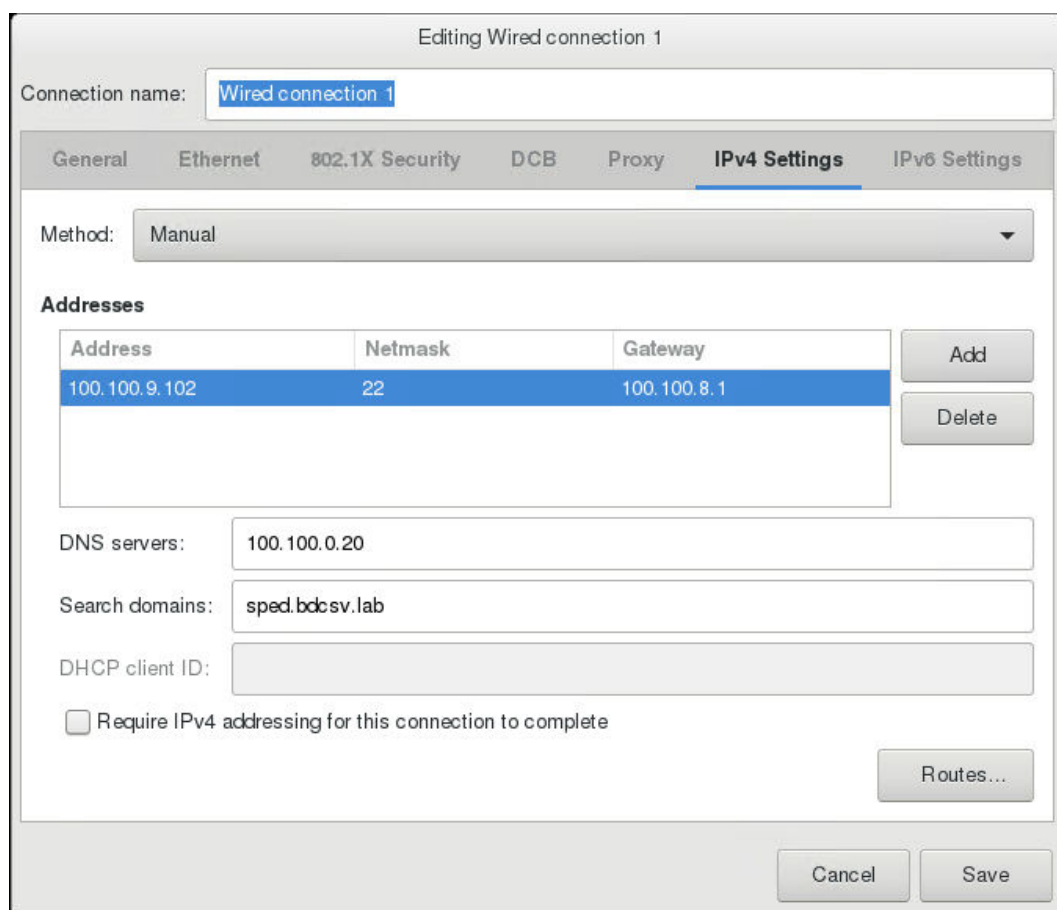 Editing Wired connection 1
Connection name: Wired connection 1
General Ethernet 802.1X Security DCB Proxy IPv4 Settings IPv6 Settings
Method: Manual
Addresses
Address Netmask Gateway
Add
100.100.9.102 22 100.100.8.1
Delete
DNS servers: 100.100.0.20
Search domains: sped.bdcsv.lab
DHCP client ID:
Require IPv4 addressing for this connection to complete
Routes...
Cancel Save